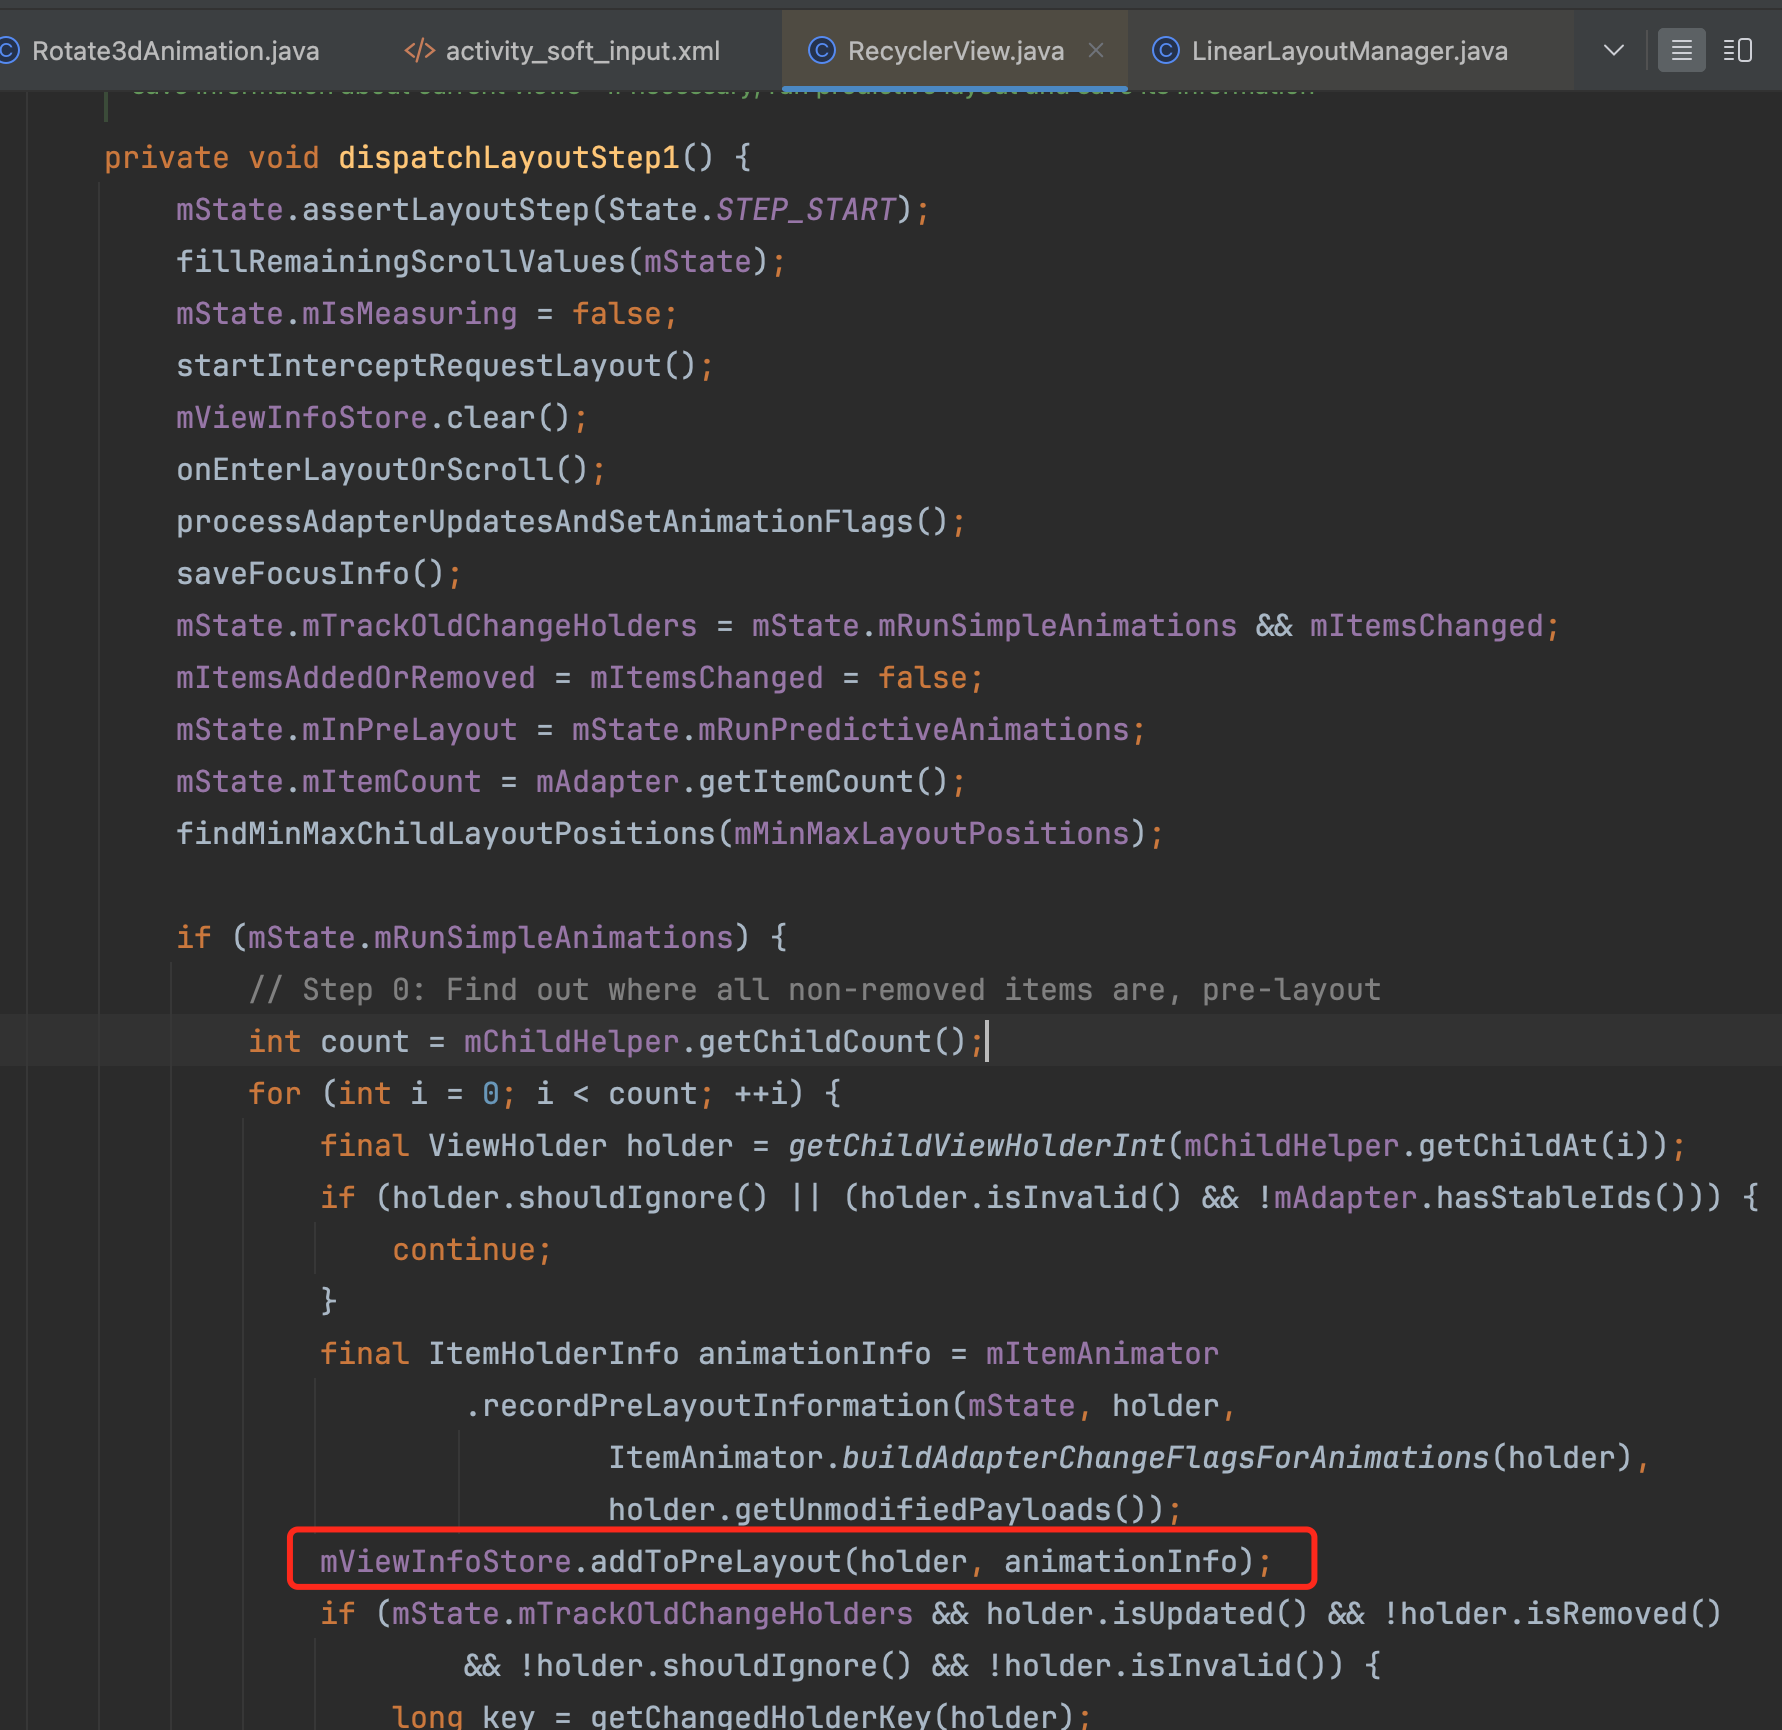 Rotate3dAnimation.java
</> activity_soft_input.xml
RecyclerView.java
LinearLayoutManager.java
private void dispatchLayoutStep1() {
mState.assertLayoutStep(State.STEP_START);
fillRemainingScrollValues(mState);
mState.mIsMeasuring = false;
startInterceptRequestLayout();
mViewInfoStore.clear();
onEnterLayoutOrScroll();
processAdapterUpdatesAndSetAnimationFlags();
saveFocusInfo();
mState.mTrackOldChangeHolders = mState.mRunSimpleAnimations && mItemsChanged;
mItemsAddedOrRemoved = mItemsChanged = false;
mState.mInPreLayout = mState.mRunPredictiveAnimations;
mState.mItemCount = mAdapter.getItemCount();
findMinMaxChildLayoutPositions(mMinMaxLayoutPositions);
if (mState.mRunSimpleAnimations) {
// Step 0: Find out where all non-removed items are, pre-layout
int count = mChildHelper.getChildCount();
for (int i = 0; i < count; ++i) {
final ViewHolder holder = getChildViewHolderInt(mChildHelper.getChildAt(i));
if (holder.shouldIgnore() || (holder.isInvalid() && !mAdapter.hasStableIds())) {
continue;
}
final ItemHolderInfo animationInfo = mItemAnimator
.recordPreLayoutInformation(mState, holder,
ItemAnimator.buildAdapterChangeFlagsForAnimations(holder),
holder.getUnmodifiedPayloads());
mViewInfoStore.addToPreLayout(holder, animationInfo);
if (mState.mTrackOldChangeHolders && holder.isUpdated() && !holder.isRemoved()
&& !holder.shouldIgnore() && !holder.isInvalid()) {
long key = getChangedHolderKey(holder);